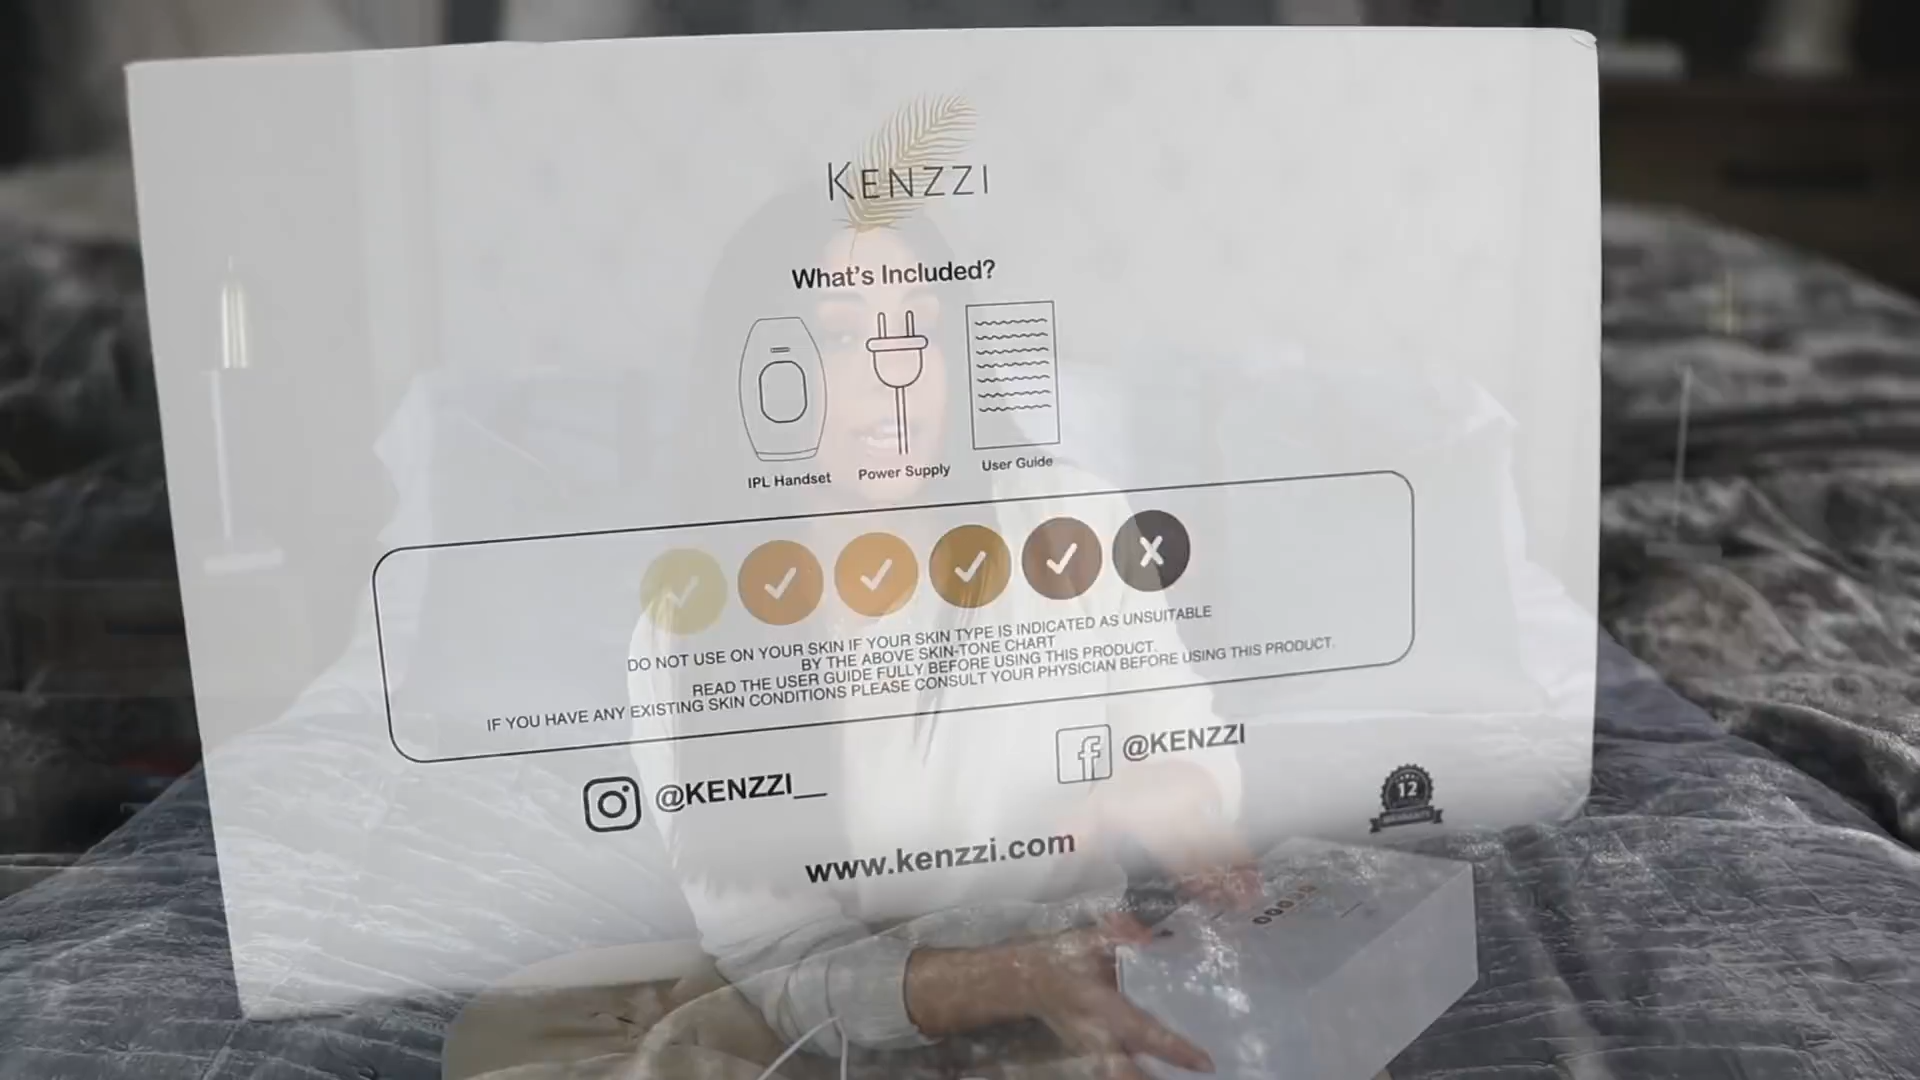 KENZZI
What's Included?
IPL Handset
Power Supply
User Guide
DO NOT USE ON YOUR SKIN IF YOUR SKIN TYPE IS INDICATED AS UNSUITABLE
BY THE ABOVE SKIN-TONE CHART
READ THE USER GUIDE FULLY BEFORE USING THIS PRODUCT.
IF YOU HAVE ANY EXISTING SKIN CONDITIONS PLEASE CONSULT YOUR PHYSICIAN BEFORE USING THIS PRODUCT.
@KENZZI__
@KENZZI
12
www.kenzzi.com